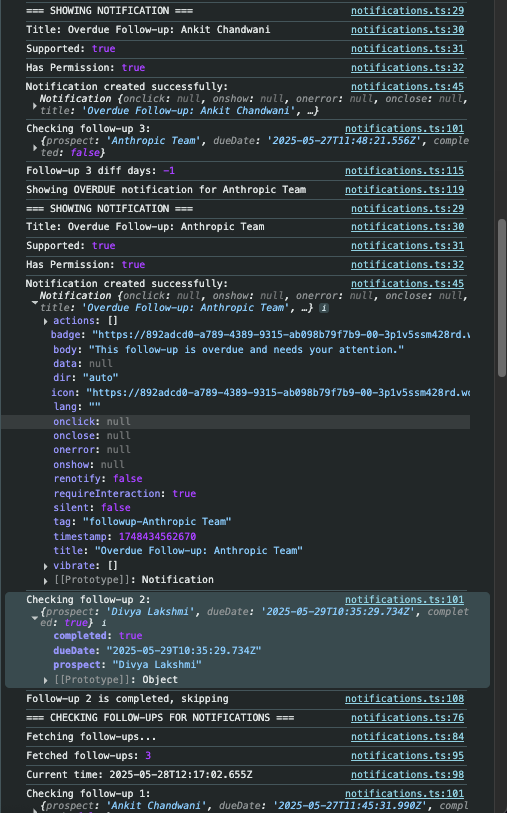 === SHOWING NOTIFICATION === notifications.ts:29
Title: Overdue Follow-up: Ankit Chandwani notifications.ts:30
Supported: true notifications.ts:31
Has Permission: true notifications.ts:32
Notification created successfully: notifications.ts:45
Notification {onclick: null, onshow: null, onerror: null, onclose: null,
title: 'Overdue Follow-up: Ankit Chandwani', …}
Checking follow-up 3: notifications.ts:101
{prospect: 'Anthropic Team', dueDate: '2025-05-27T11:48:21.556Z', comple
ted: false}
Follow-up 3 diff days: -1 notifications.ts:115
Showing OVERDUE notification for Anthropic Team notifications.ts:119
=== SHOWING NOTIFICATION === notifications.ts:29
Title: Overdue Follow-up: Anthropic Team notifications.ts:30
Supported: true notifications.ts:31
Has Permission: true notifications.ts:32
Notification created successfully: notifications.ts:45
Notification {onclick: null, onshow: null, onerror: null, onclose: null,
title: 'Overdue Follow-up: Anthropic Team', …} i
actions: []
badge: "https://892adcd0-a789-4389-9315-ab098b79f7b9-00-3p1v5ssm428rd.w
body: "This follow-up is overdue and needs your attention."
data: null
dir: "auto"
icon: "https://892adcd0-a789-4389-9315-ab098b79f7b9-00-3p1v5ssm428rd.wo
lang: ""
onclick: null
onclose: null
onerror: null
onshow: null
renotify: false
requireInteraction: true
silent: false
tag: "followup-Anthropic Team"
timestamp: 1748434562670
title: "Overdue Follow-up: Anthropic Team"
vibrate: []
[[Prototype]]: Notification
Checking follow-up 2: notifications.ts:101
{prospect: 'Divya Lakshmi', dueDate: '2025-05-29T10:35:29.734Z', complet
ed: true} i
completed: true
dueDate: "2025-05-29T10:35:29.734Z"
prospect: "Divya Lakshmi"
[[Prototype]]: Object
Follow-up 2 is completed, skipping notifications.ts:108
=== CHECKING FOLLOW-UPS FOR NOTIFICATIONS === notifications.ts:76
Fetching follow-ups... notifications.ts:84
Fetched follow-ups: 3 notifications.ts:95
Current time: 2025-05-28T12:17:02.655Z notifications.ts:98
Checking follow-up 1: notifications.ts:101
{prospect: 'Ankit Chandwani', dueDate: '2025-05-27T11:45:31.990Z', compl